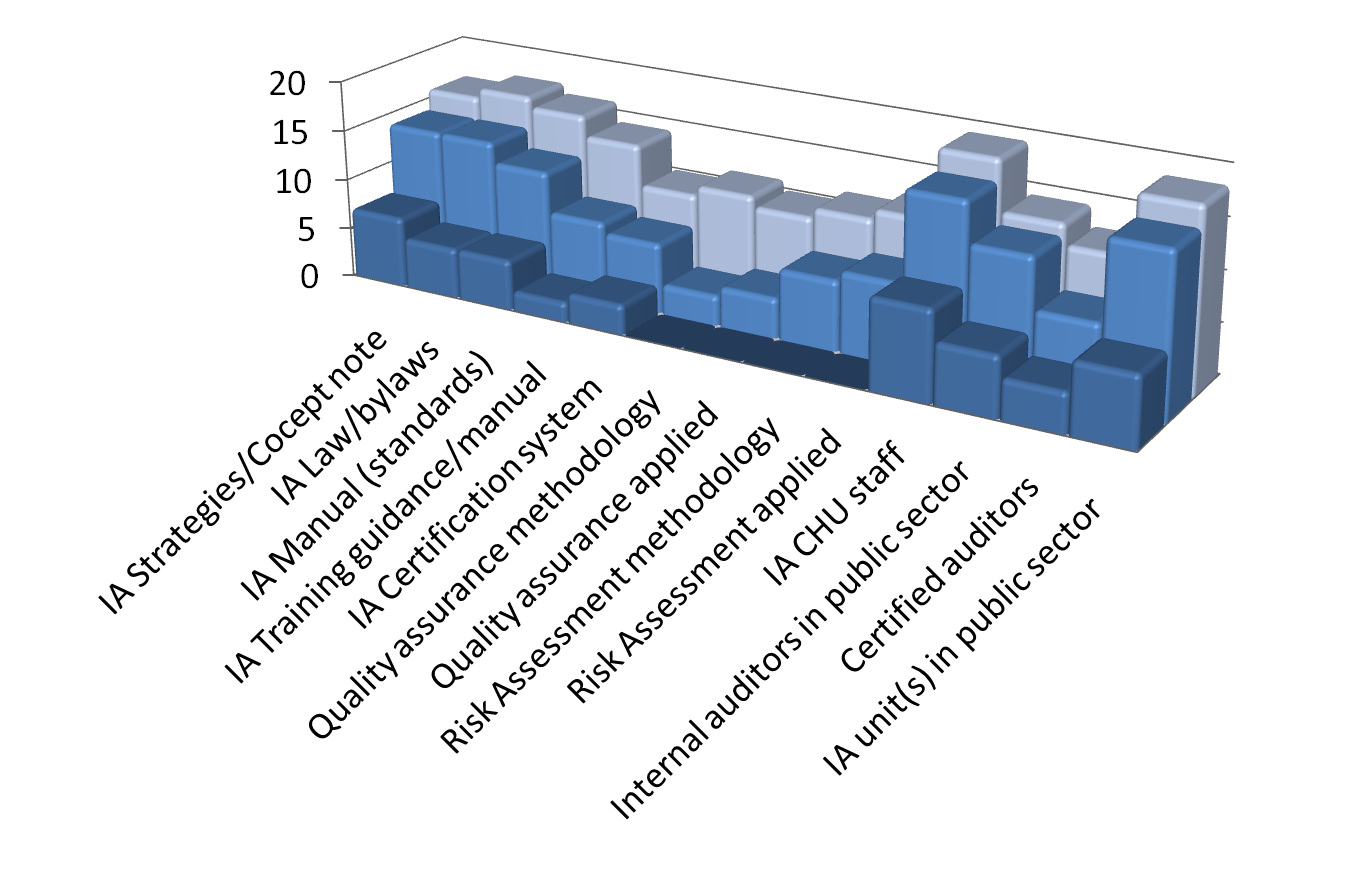 20
15
10
5
0
IA Strategies/Cocept note
IA Law/bylaws
IA Manual (standards)
IA Training guidance/manual
IA Certification system
Quality assurance methodology
Quality assurance applied
Risk Assessment methodology
Risk Assessment applied
IA CHU staff
Internal auditors in public sector
Certified auditors
IA unit(s) in public sector